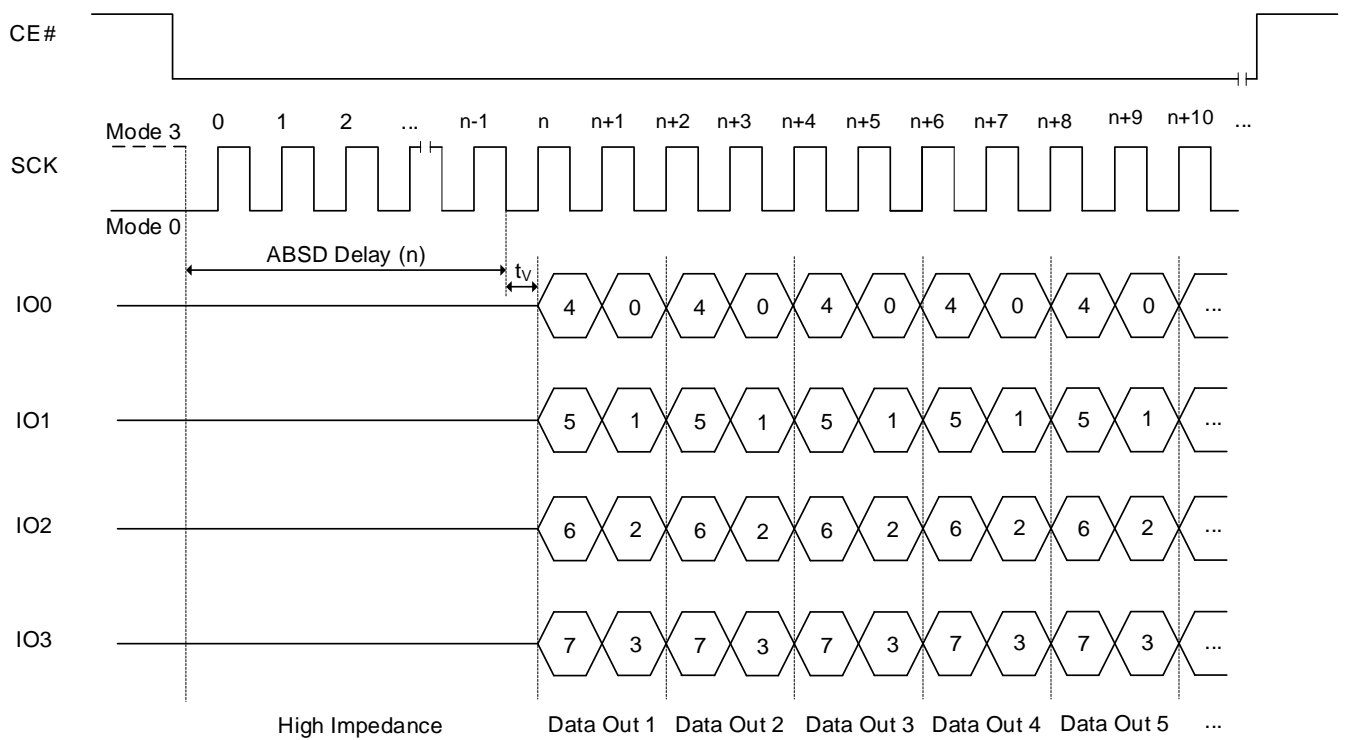 CE#
Mode 3 0 1 2 ... n-1 n n+1 n+2 n+3 n+4 n+5 n+6 n+7 n+8 n+9 n+10 ...
SCK
Mode 0
ABSD Delay (n)
tV
IO0 4 0 4 0 4 0 4 0 4 0 ...
IO1 5 1 5 1 5 1 5 1 5 1 ...
IO2 6 2 6 2 6 2 6 2 6 2 ...
IO3 7 3 7 3 7 3 7 3 7 3 ...
High Impedance Data Out 1 Data Out 2 Data Out 3 Data Out 4 Data Out 5 ...